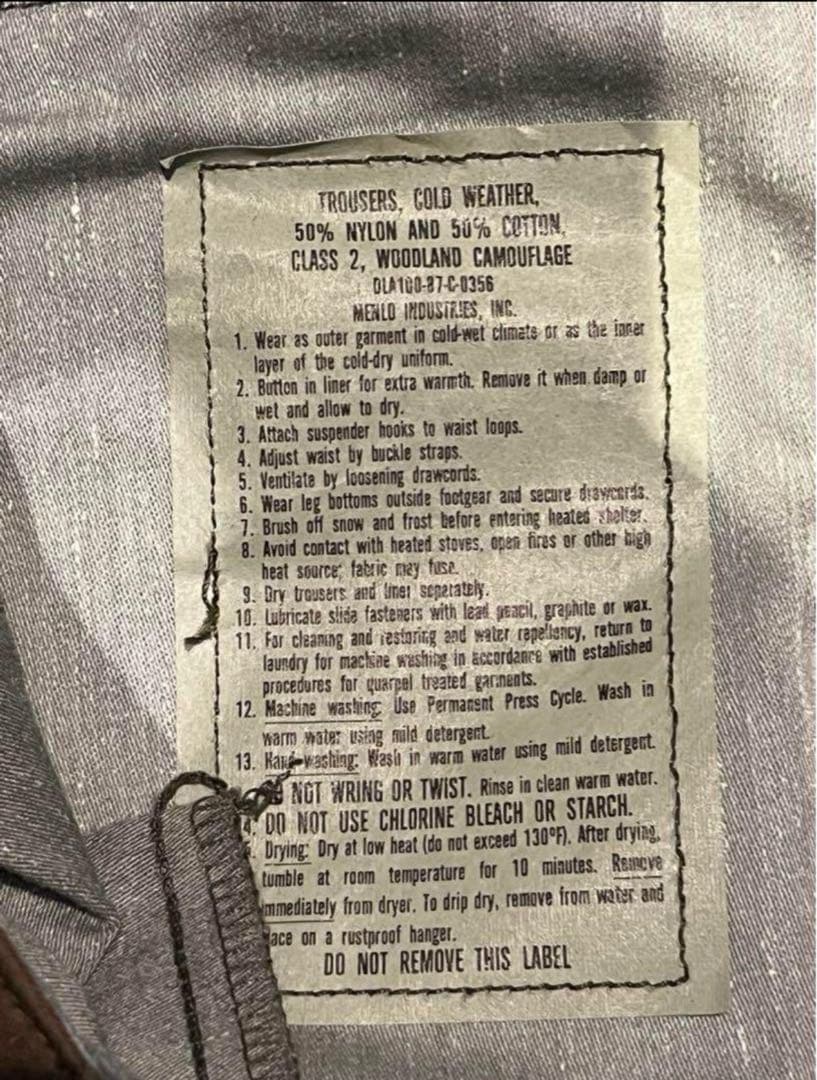 TROUSERS, COLD WEATHER,
50% NYLON AND 50% COTTON,
CLASS 2, WOODLAND CAMOUFLAGE
DLA100-87-C-0356
MENLO INDUSTRIES, INC.
1. Wear as outer garment in cold-wet climate or as the inner
layer of the cold-dry uniform.
2. Button in liner for extra warmth. Remove it when damp or
wet and allow to dry.
3. Attach suspender hooks to waist loops.
4. Adjust waist by buckle straps.
5. Ventilate by loosening drawcords.
6. Wear leg bottoms outside footgear and secure drawcords.
7. Brush off snow and frost before entering heated shelter.
8. Avoid contact with heated stoves, open fires or other high
heat source; fabric may fuse.
9. Dry trousers and liner separately.
10. Lubricate slide fasteners with lead pencil, graphite or wax.
11. For cleaning and restoring and water repellency, return to
laundry for machine washing in accordance with established
procedures for quarpel treated garments.
12. Machine washing: Use Permanent Press Cycle. Wash in
warm water using mild detergent.
13. Hand washing: Wash in warm water using mild detergent.
NOT WRING OR TWIST. Rinse in clean warm water.
4. DO NOT USE CHLORINE BLEACH OR STARCH.
Drying: Dry at low heat (do not exceed 130°F). After drying,
tumble at room temperature for 10 minutes. Remove
mmediately from dryer. To drip dry, remove from water and
lace on a rustproof hanger.
DO NOT REMOVE THIS LABEL